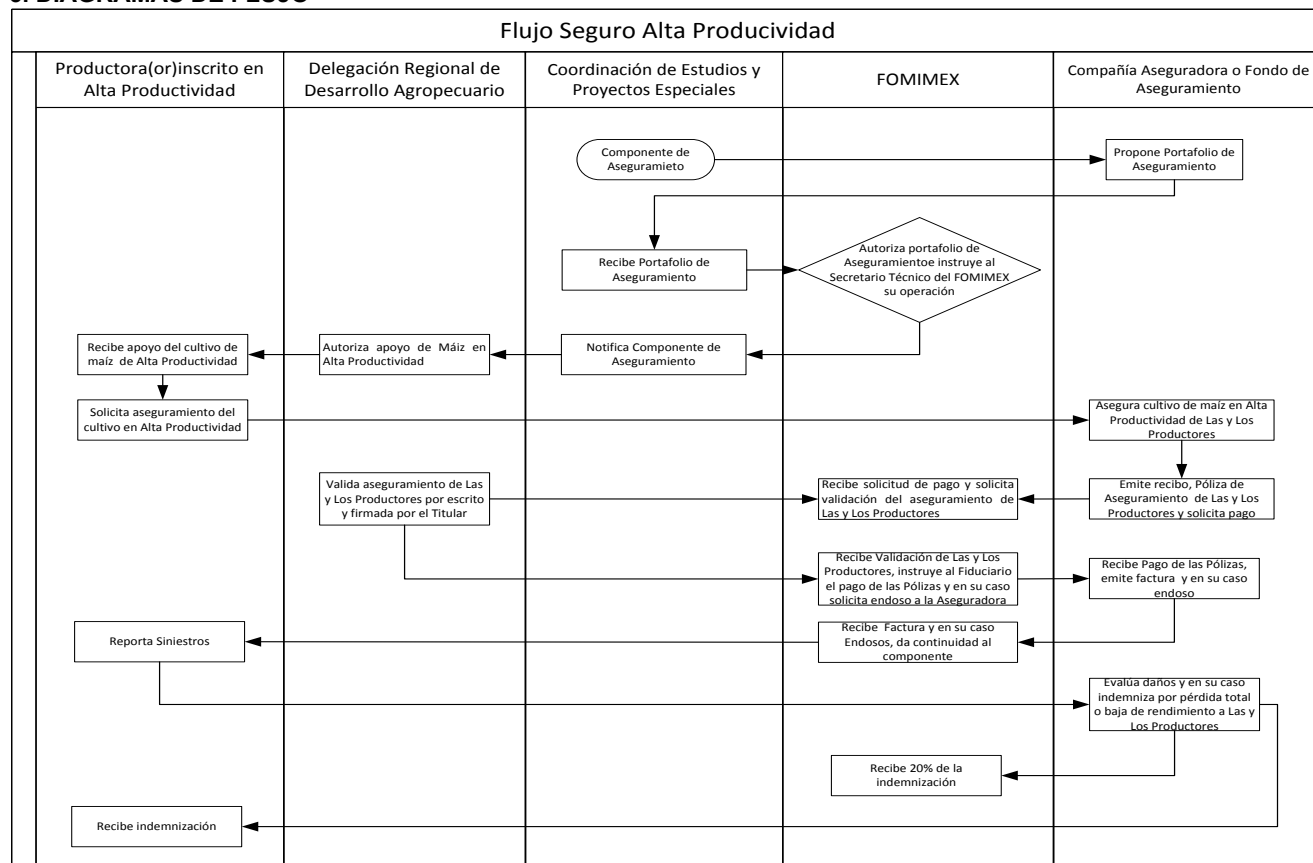 Flujo Seguro Alta Producividad
Productora(or)inscrito en
Alta Productividad
Delegación Regional de
Desarrollo Agropecuario
Coordinación de Estudios y
Proyectos Especiales
FOMIMEX
Compañía Aseguradora o Fondo de
Aseguramiento
Componente de
Aseguramieto
Propone Portafolio de
Aseguramiento
Recibe Portafolio de
Aseguramiento
Autoriza portafolio de
Aseguramientoe instruye al
Secretario Técnico del FOMIMEX
su operación
Recibe apoyo del cultivo de
maíz de Alta Productividad
Autoriza apoyo de Máiz en
Alta Productividad
Notifica Componente de
Aseguramiento
Solicita aseguramiento del
cultivo en Alta Productividad
Asegura cultivo de maíz en Alta
Productividad de Las y Los
Productores
Valida aseguramiento de Las
y Los Productores por escrito
y firmada por el Titular
Recibe solicitud de pago y solicita
validación del aseguramiento de
Las y Los Productores
Emite recibo, Póliza de
Aseguramiento de Las y Los
Productores y solicita pago
Recibe Validación de Las y Los
Productores, instruye al Fiduciario
el pago de las Pólizas y en su caso
solicita endoso a la Aseguradora
Recibe Pago de las Pólizas,
emite factura y en su caso
endoso
Reporta Siniestros
Recibe Factura y en su caso
Endosos, da continuidad al
componente
Evalúa daños y en su caso
indemniza por pérdida total
o baja de rendimiento a Las y
Los Productores
Recibe 20% de la
indemnización
Recibe indemnización